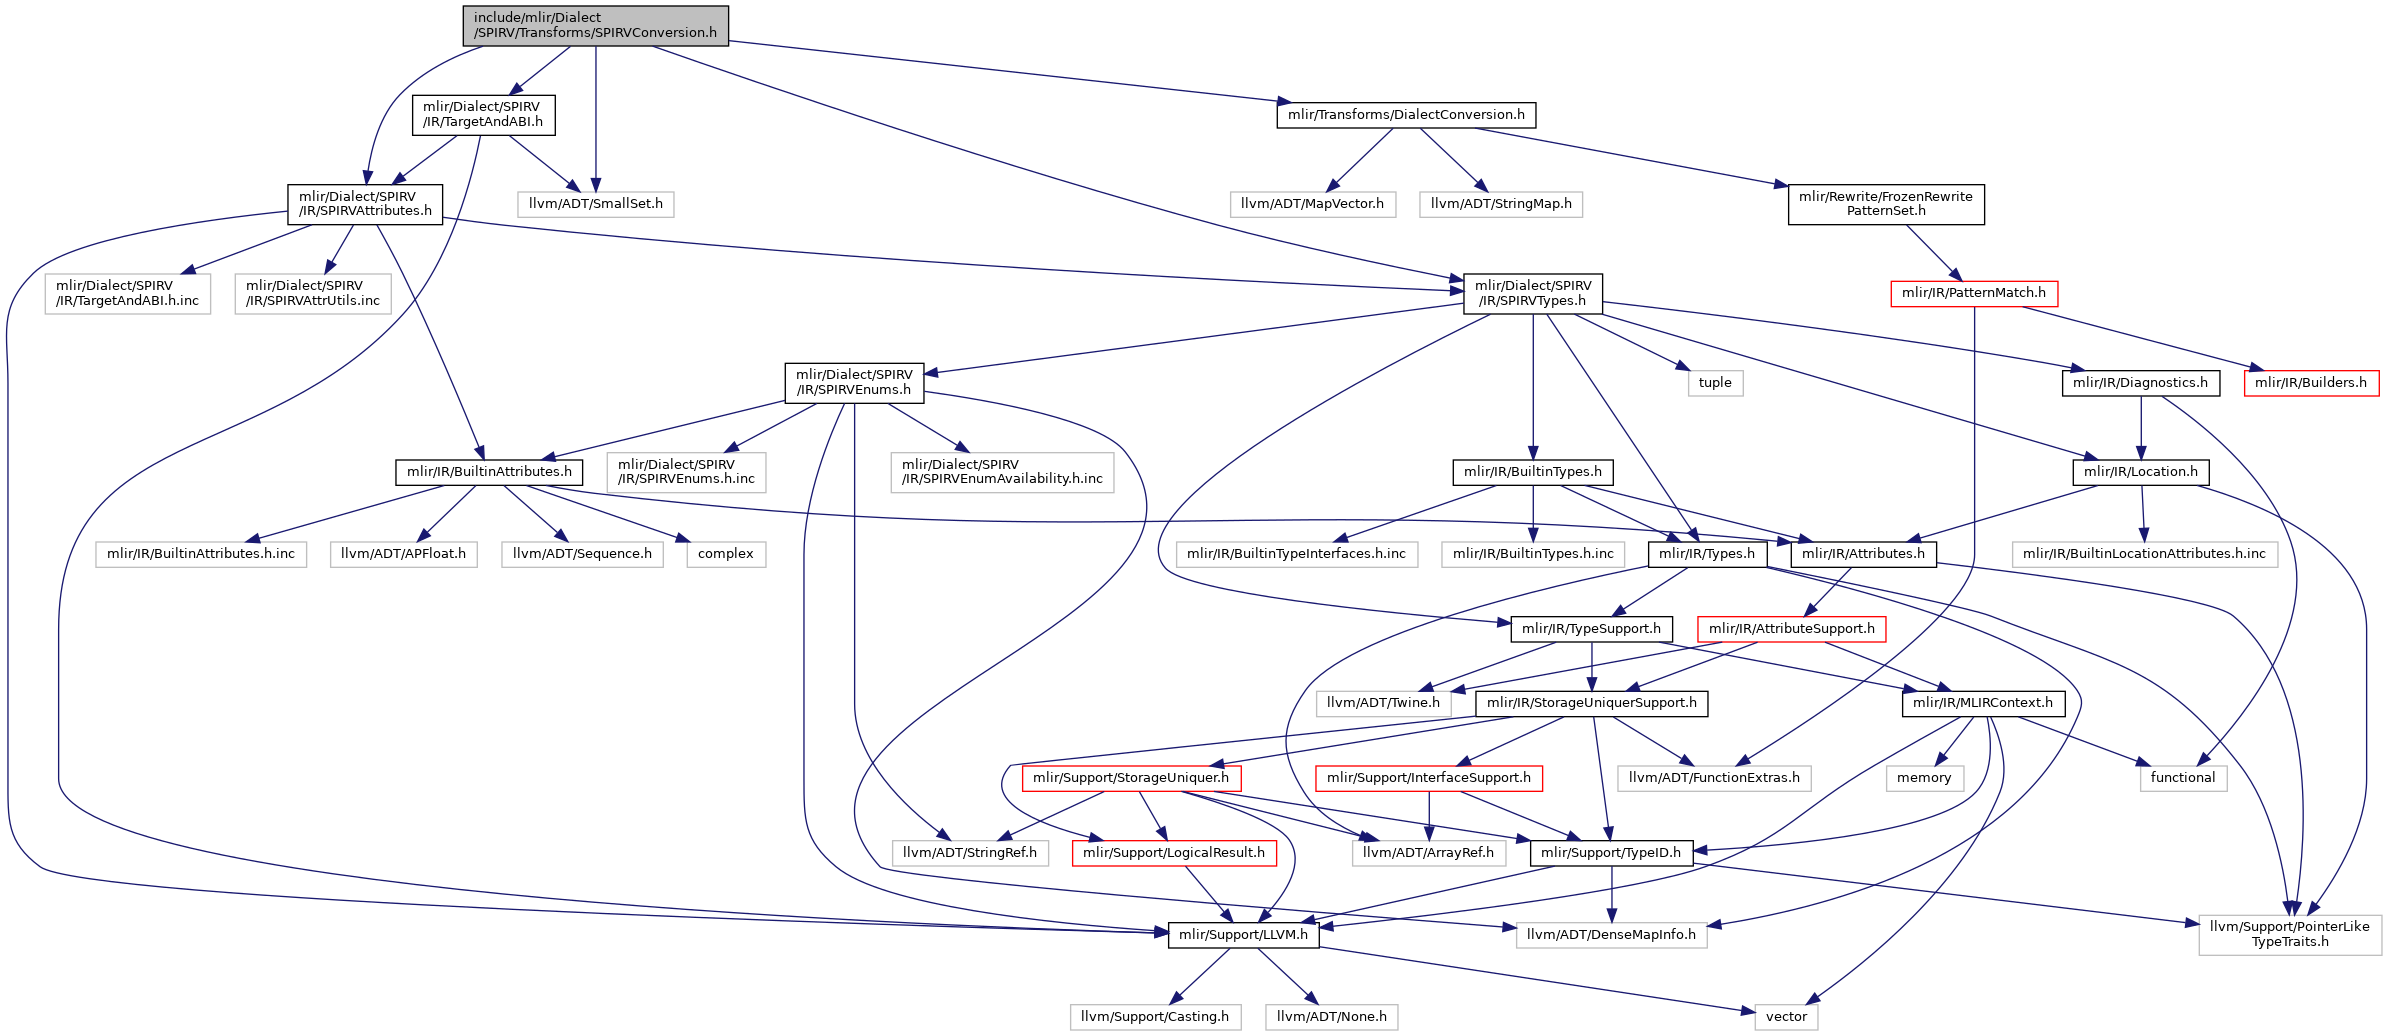 include/mlir/Dialect
/SPIRV/Transforms/SPIRVConversion.h
mlir/Dialect/SPIRV
/IR/TargetAndABI.h
mlir/Transforms/DialectConversion.h
mlir/Dialect/SPIRV
/IR/SPIRVAttributes.h
llvm/ADT/SmallSet.h
llvm/ADT/MapVector.h
llvm/ADT/StringMap.h
mlir/Rewrite/FrozenRewrite
PatternSet.h
mlir/Dialect/SPIRV
/IR/TargetAndABI.h.inc
mlir/Dialect/SPIRV
/IR/SPIRVAttrUtils.inc
mlir/Dialect/SPIRV
/IR/SPIRVTypes.h
mlir/IR/PatternMatch.h
mlir/Dialect/SPIRV
/IR/SPIRVEnums.h
tuple
mlir/IR/Diagnostics.h
mlir/IR/Builders.h
mlir/IR/BuiltinAttributes.h
mlir/Dialect/SPIRV
/IR/SPIRVEnums.h.inc
mlir/Dialect/SPIRV
/IR/SPIRVEnumAvailability.h.inc
mlir/IR/BuiltinTypes.h
mlir/IR/Location.h
mlir/IR/BuiltinAttributes.h.inc
llvm/ADT/APFloat.h
llvm/ADT/Sequence.h
complex
mlir/IR/BuiltinTypeInterfaces.h.inc
mlir/IR/BuiltinTypes.h.inc
mlir/IR/Types.h
mlir/IR/Attributes.h
mlir/IR/BuiltinLocationAttributes.h.inc
mlir/IR/TypeSupport.h
mlir/IR/AttributeSupport.h
llvm/ADT/Twine.h
mlir/IR/StorageUniquerSupport.h
mlir/IR/MLIRContext.h
mlir/Support/StorageUniquer.h
mlir/Support/InterfaceSupport.h
llvm/ADT/FunctionExtras.h
memory
functional
llvm/ADT/StringRef.h
mlir/Support/LogicalResult.h
llvm/ADT/ArrayRef.h
mlir/Support/TypeID.h
mlir/Support/LLVM.h
llvm/ADT/DenseMapInfo.h
llvm/Support/PointerLike
TypeTraits.h
llvm/Support/Casting.h
llvm/ADT/None.h
vector